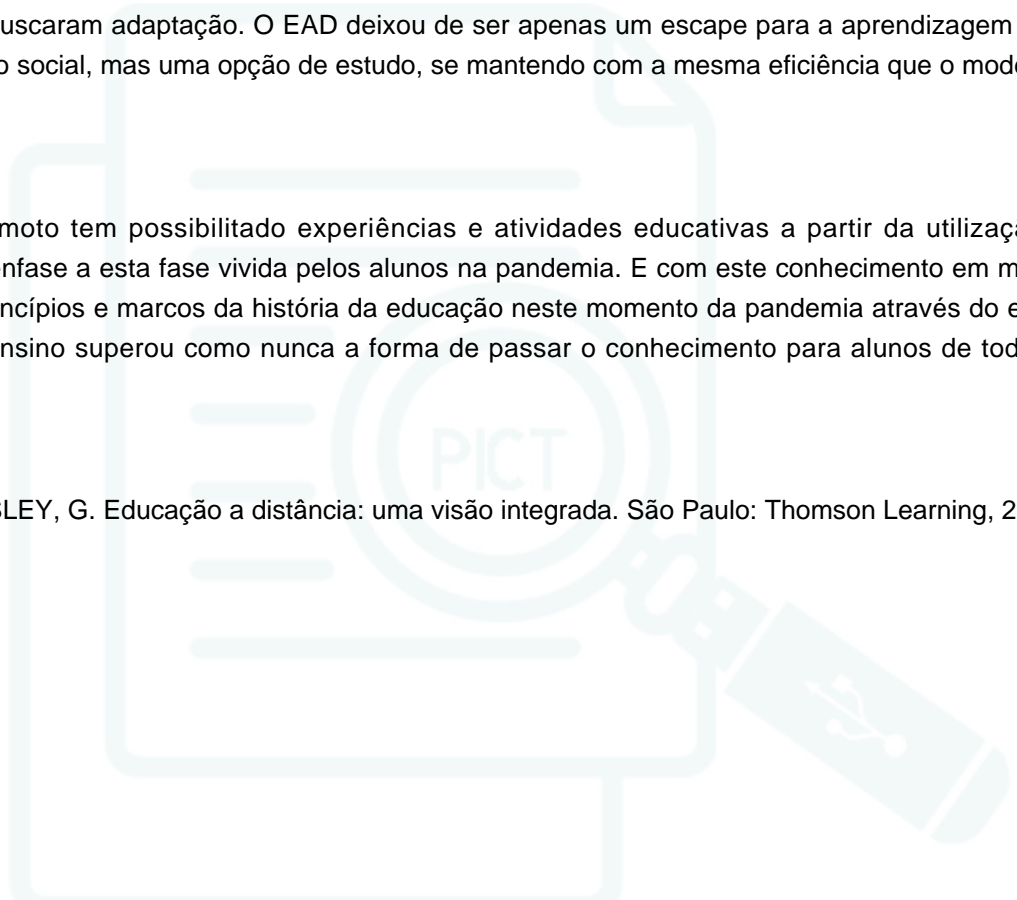 uscaram adaptação. O EAD deixou de ser apenas um escape para a aprendizagem
o social, mas uma opção de estudo, se mantendo com a mesma eficiência que o mod
moto tem possibilitado experiências e atividades educativas a partir da utilizaç
ênfase a esta fase vivida pelos alunos na pandemia. E com este conhecimento em m
ncípios e marcos da história da educação neste momento da pandemia através do e
nsino superou como nunca a forma de passar o conhecimento para alunos de tod
PICT
SLEY, G. Educação a distância: uma visão integrada. São Paulo: Thomson Learning, 2